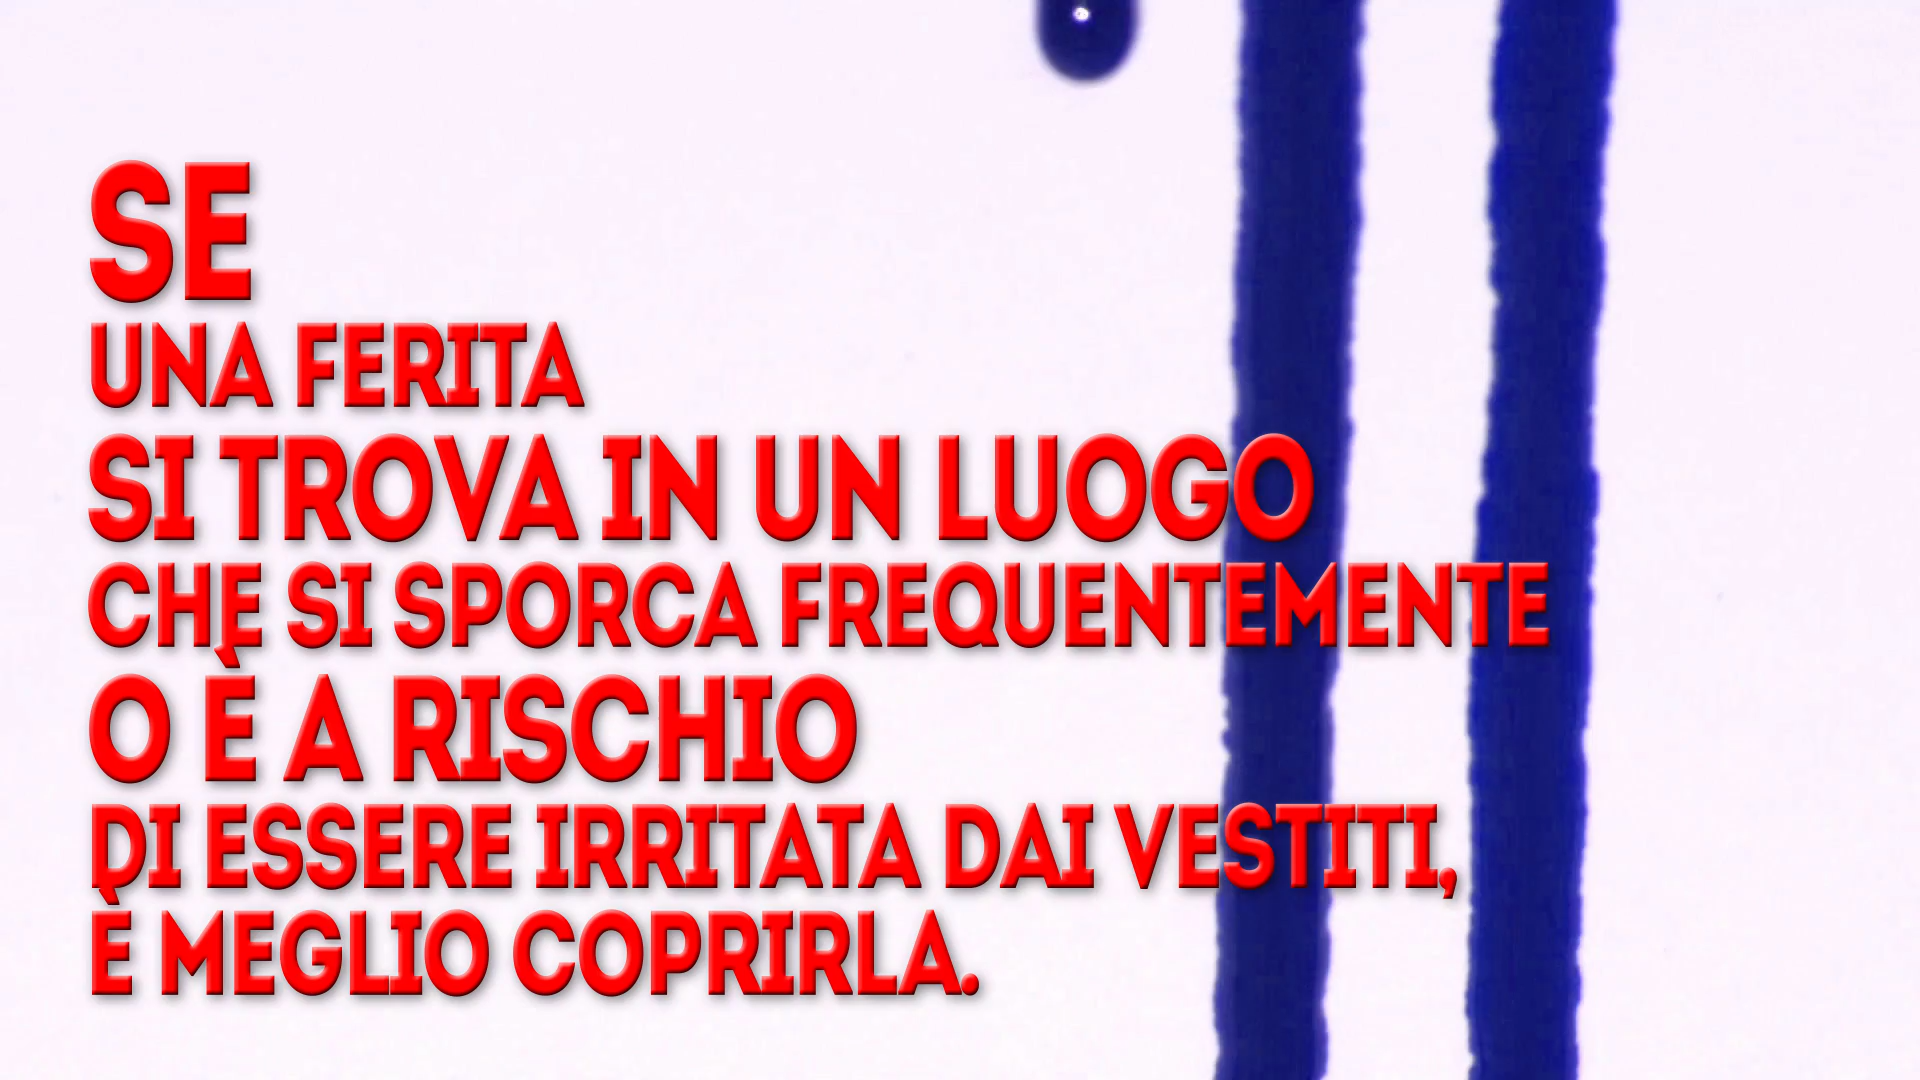 SE
UNA FERITA
SI TROVA IN UN LUOGO
CHE SI SPORCA FREQUENTEMENTE
O È A RISCHIO
DI ESSERE IRRITATA DAI VESTITI,
È MEGLIO COPRIRLA.